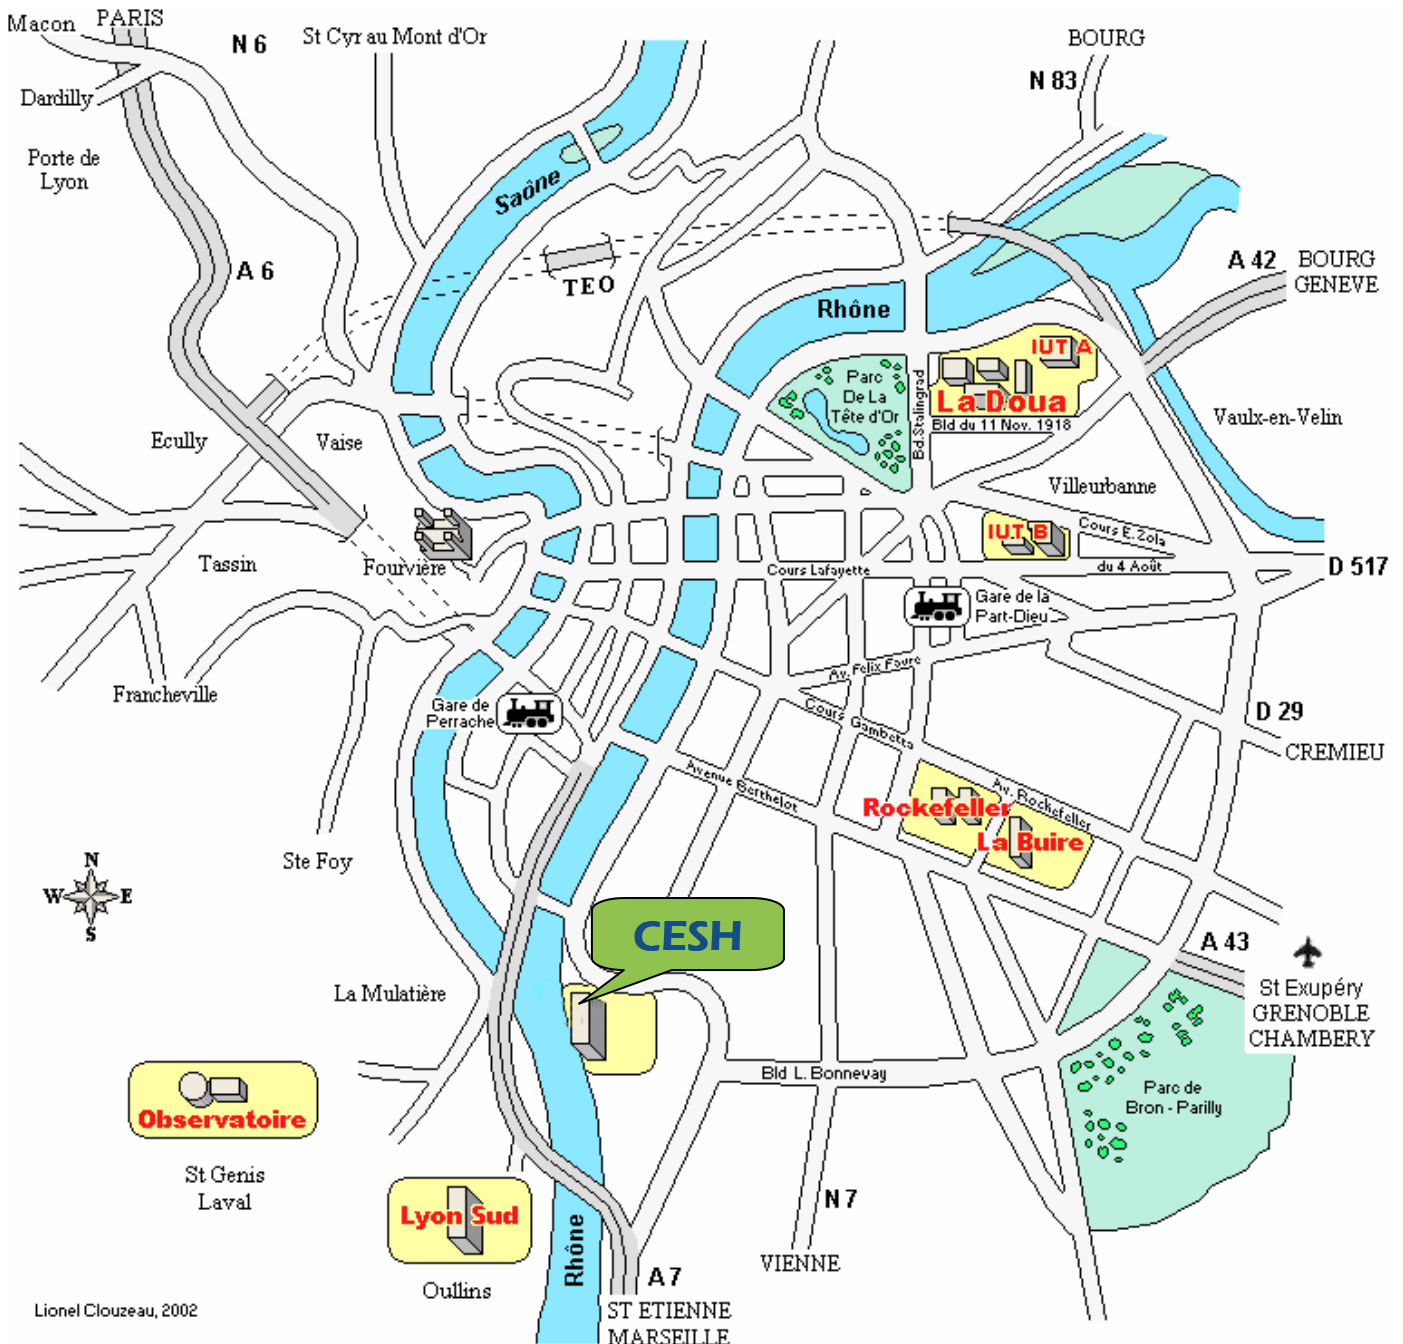 PARIS
Macon
N 6
St Cyr au Mont d'Or
BOURG
N 83
Dardilly
Porte de
Lyon
Saône
A 6
TEO
Rhône
A 42
BOURG
GENEVE
IUT A
La Doua
Parc
De La
Tête d'Or
Bd.Stalingrad
Bld du 11 Nov. 1918
Vaulx-en-Velin
Ecully
Vaise
Villeurbanne
IUT B
Cours E. Zola
Tassin
Fourvière
Cours Lafayette
du 4 Août
D 517
Gare de la
Part-Dieu
Av. Felix Faure
Francheville
Gare de
Perrache
Cours Gambetta
D 29
CREMIEU
Avenue Berthelot
Av. Rockefeller
Rockefeller
La Buire
Ste Foy
N
W
E
S
CESH
A 43
St Exupéry
GRENOBLE
CHAMBERY
La Mulatière
Bld L. Bonnevay
Parc de
Bron - Parilly
Observatoire
St Genis
Laval
Lyon Sud
Oullins
Rhône
N 7
VIENNE
A 7
ST ETIENNE
MARSEILLE
Lionel Clouzeau, 2002